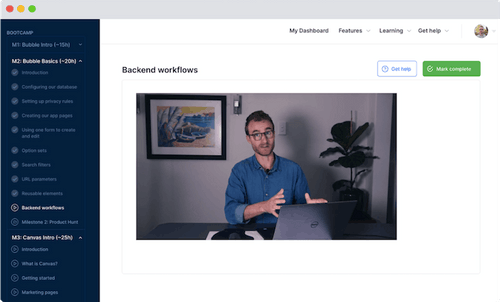 BOOTCAMP
My Dashboard Features Learning Get help
M1: Bubble Intro (~15h)
M2: Bubble Basics (~20h)
Introduction
Configuring our database
Setting up privacy rules
Creating our app pages
Using one form to create
and edit
Option sets
Search filters
URL parameters
Reusable elements
Backend workflows
Milestone 2: Product Hunt
M3: Canvas Intro (~25h)
Introduction
What is Canvas?
Getting started
Marketing pages
Backend workflows
Get help
Mark complete
DELL